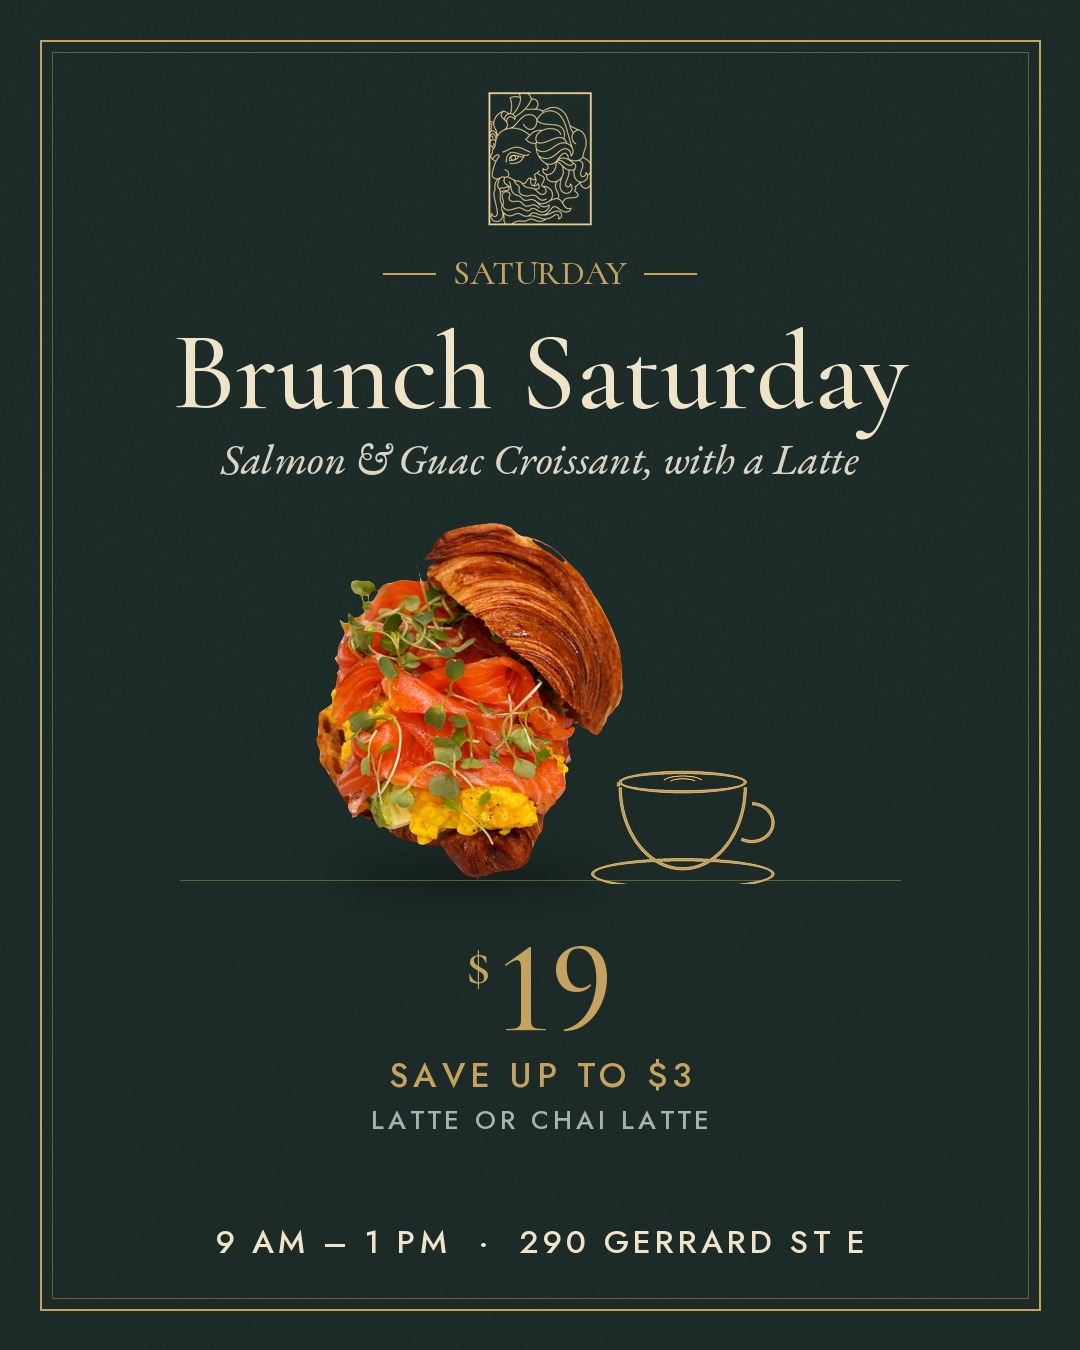 SATURDAY
Brunch Saturday
Salmon & Guac Croissant, with a Latte
$19
SAVE UP TO $3
LATTE OR CHAI LATTE
9 AM – 1 PM · 290 GERRARD ST E